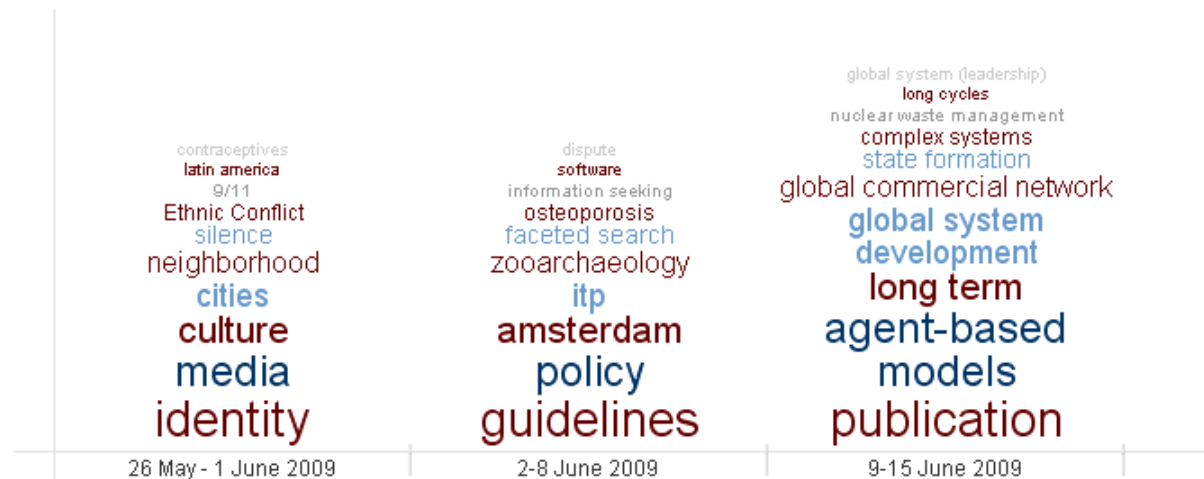 contraceptives
latin america
9/11
Ethnic Conflict
silence
neighborhood
cities
culture
media
identity
26 May - 1 June 2009
dispute
software
information seeking
osteoporosis
faceted search
zooarchaeology
itp
amsterdam
policy
guidelines
2-8 June 2009
global system (leadership)
long cycles
nuclear waste management
complex systems
state formation
global commercial network
global system
development
long term
agent-based
models
publication
9-15 June 2009